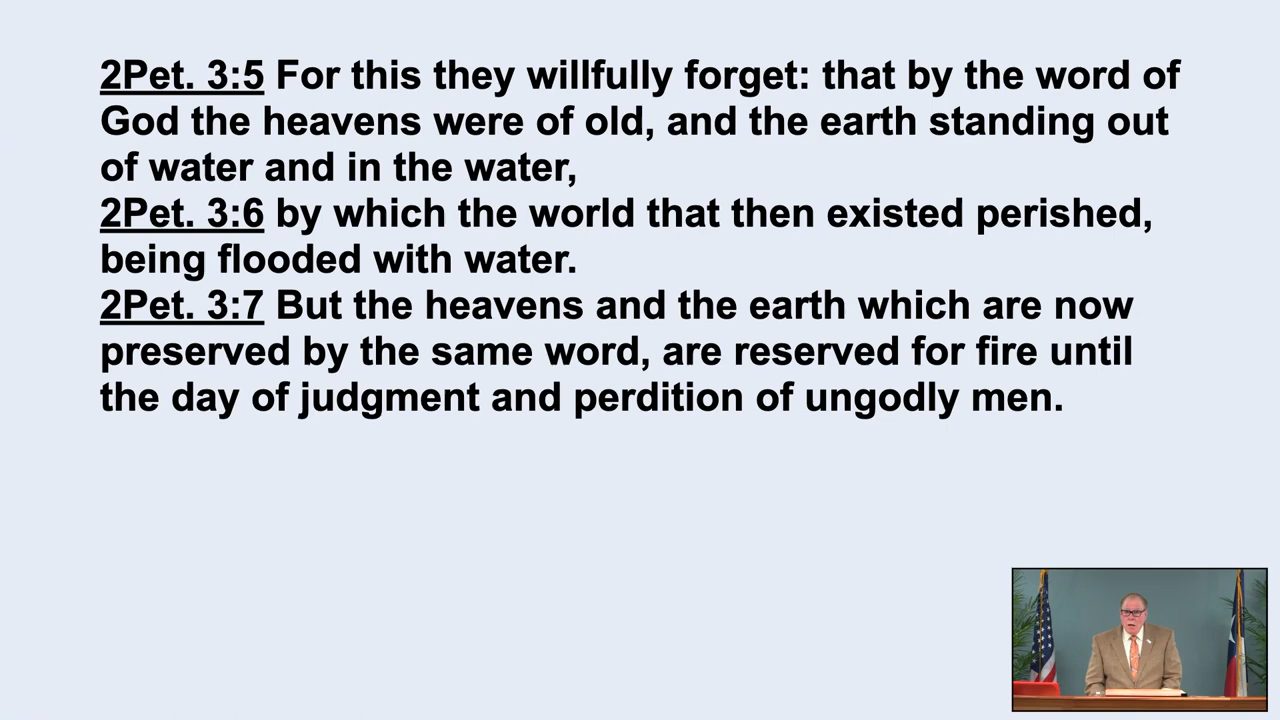 2Pet. 3:5 For this they willfully forget: that by the word of
God the heavens were of old, and the earth standing out
of water and in the water,
2Pet. 3:6 by which the world that then existed perished,
being flooded with water.
2Pet. 3:7 But the heavens and the earth which are now
preserved by the same word, are reserved for fire until
the day of judgment and perdition of ungodly men.